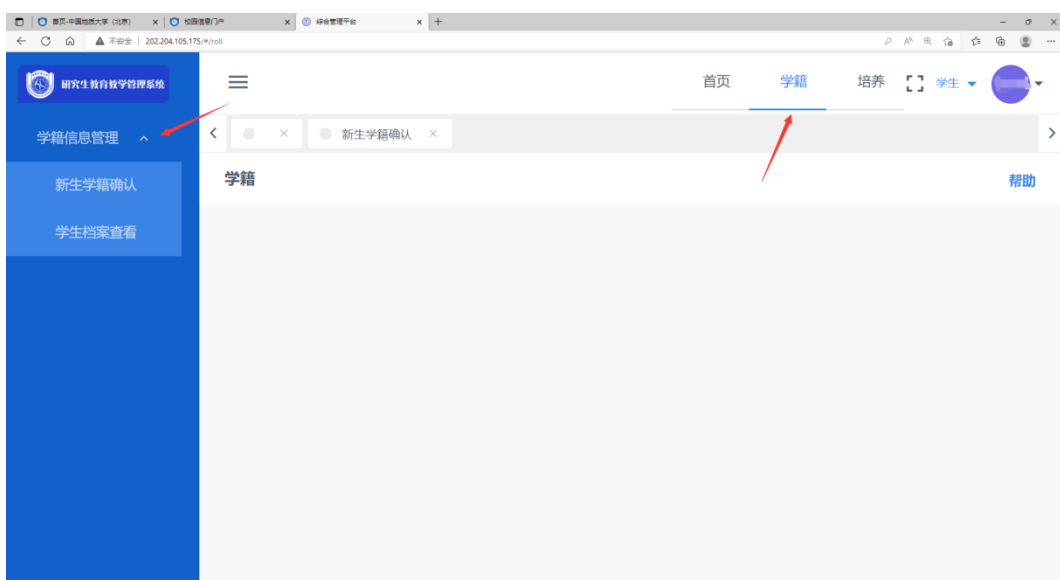 首页-中国地质大学（北京） 校园信息门户 综合管理平台
不安全 | 202.204.105.175/#/roll
研究生教育教学管理系统
首页 学籍 培养 学生
学籍信息管理
新生学籍确认
新生学籍确认
学籍
帮助
学生档案查看